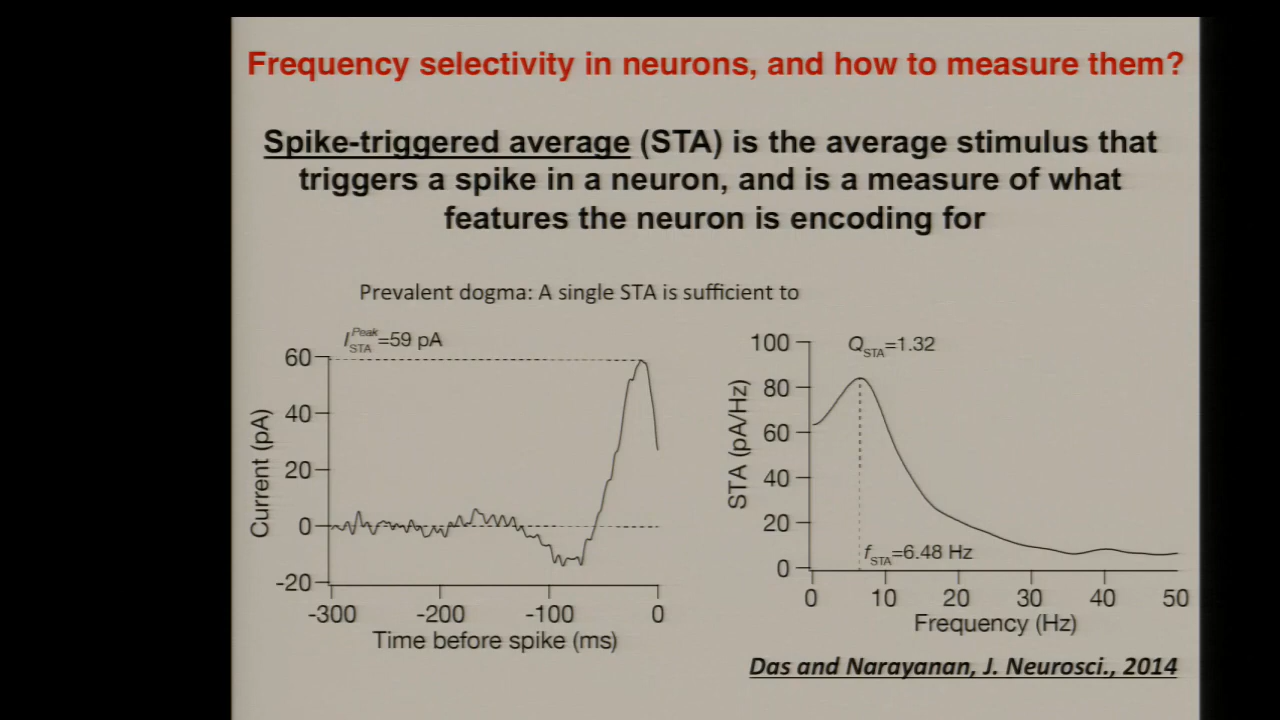 Frequency selectivity in neurons, and how to measure them?
Spike-triggered average (STA) is the average stimulus that
triggers a spike in a neuron, and is a measure of what
features the neuron is encoding for
Prevalent dogma: A single STA is sufficient to
I_STA^Peak=59 pA
60
40
20
0
-20
Current (pA)
-300
-200
-100
0
Time before spike (ms)
Q_STA=1.32
100
80
60
40
20
0
STA (pA/Hz)
f_STA=6.48 Hz
0
10
20
30
40
50
Frequency (Hz)
Das and Narayanan, J. Neurosci., 2014